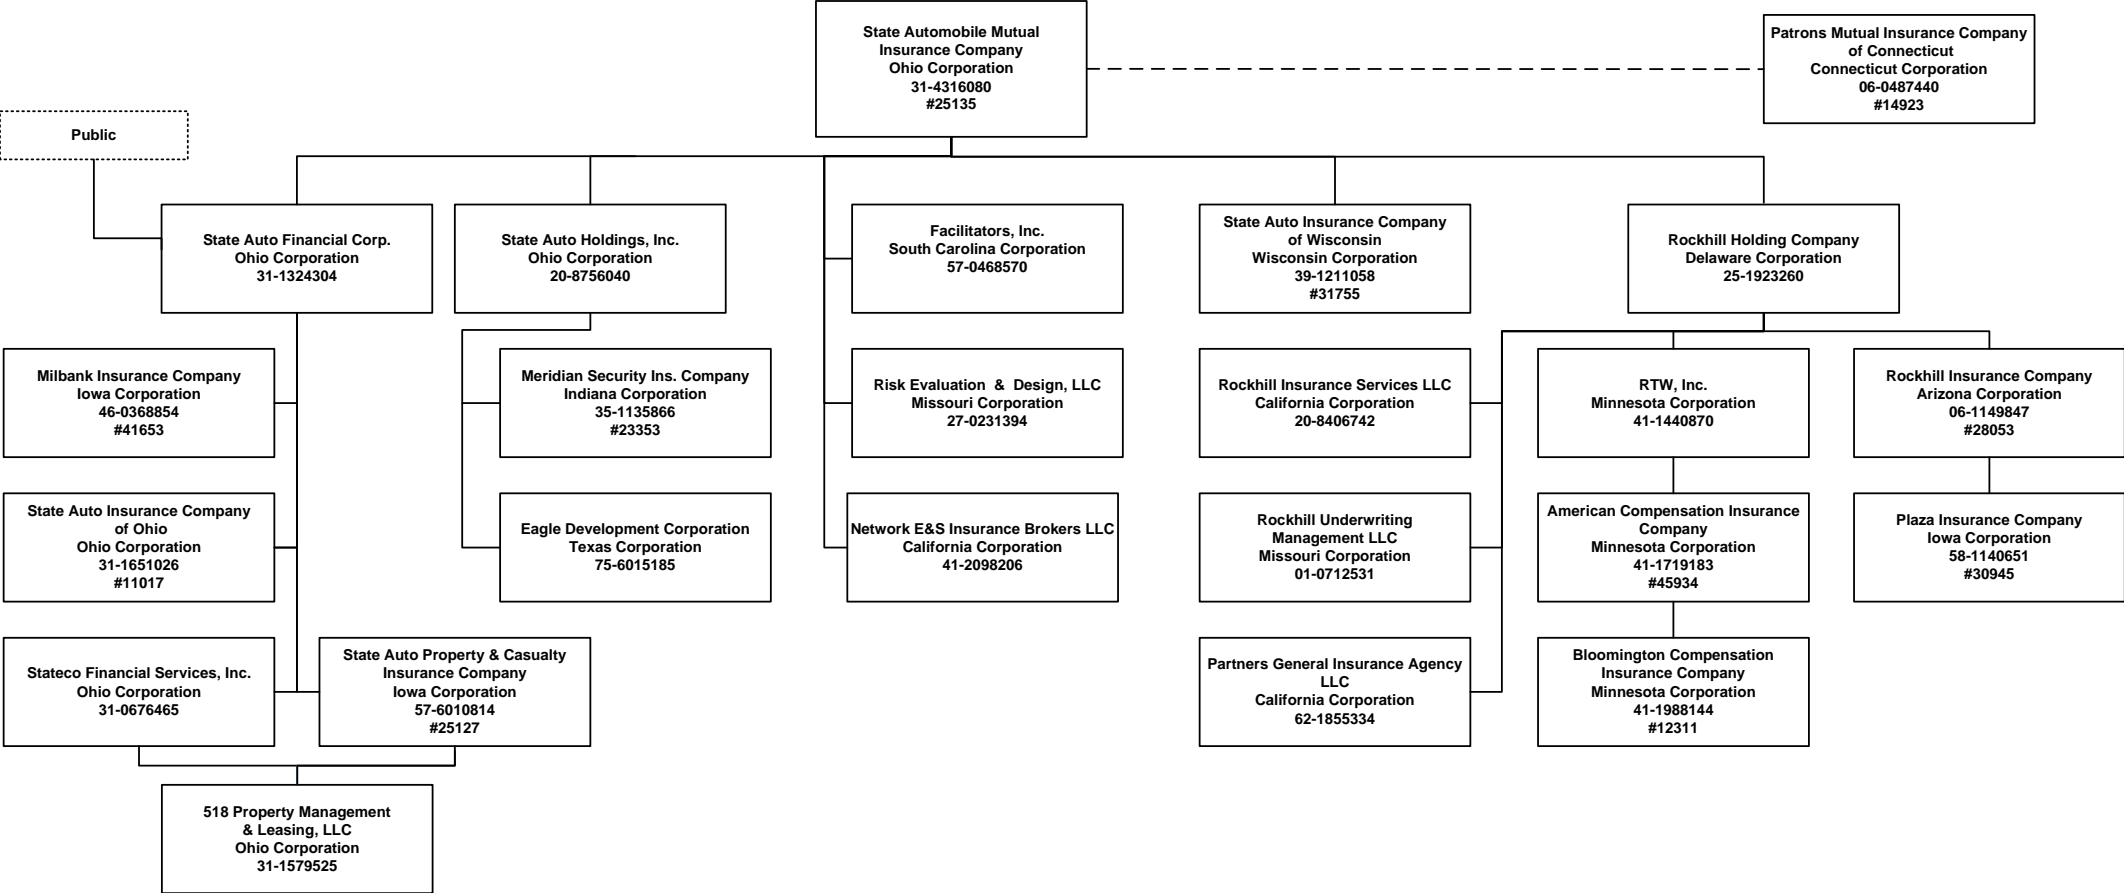 State Automobile Mutual
Insurance Company
Ohio Corporation
31-4316080
#25135
Patrons Mutual Insurance Company
of Connecticut
Connecticut Corporation
06-0487440
#14923
Public
State Auto Financial Corp.
Ohio Corporation
31-1324304
State Auto Holdings, Inc.
Ohio Corporation
20-8756040
Facilitators, Inc.
South Carolina Corporation
57-0468570
State Auto Insurance Company
of Wisconsin
Wisconsin Corporation
39-1211058
#31755
Rockhill Holding Company
Delaware Corporation
25-1923260
Milbank Insurance Company
Iowa Corporation
46-0368854
#41653
Meridian Security Ins. Company
Indiana Corporation
35-1135866
#23353
Risk Evaluation & Design, LLC
Missouri Corporation
27-0231394
Rockhill Insurance Services LLC
California Corporation
20-8406742
RTW, Inc.
Minnesota Corporation
41-1440870
Rockhill Insurance Company
Arizona Corporation
06-1149847
#28053
State Auto Insurance Company
of Ohio
Ohio Corporation
31-1651026
#11017
Eagle Development Corporation
Texas Corporation
75-6015185
Network E&S Insurance Brokers LLC
California Corporation
41-2098206
Rockhill Underwriting
Management LLC
Missouri Corporation
01-0712531
American Compensation Insurance
Company
Minnesota Corporation
41-1719183
#45934
Plaza Insurance Company
Iowa Corporation
58-1140651
#30945
Stateco Financial Services, Inc.
Ohio Corporation
31-0676465
State Auto Property & Casualty
Insurance Company
Iowa Corporation
57-6010814
#25127
Partners General Insurance Agency
LLC
California Corporation
62-1855334
Bloomington Compensation
Insurance Company
Minnesota Corporation
41-1988144
#12311
518 Property Management
& Leasing, LLC
Ohio Corporation
31-1579525